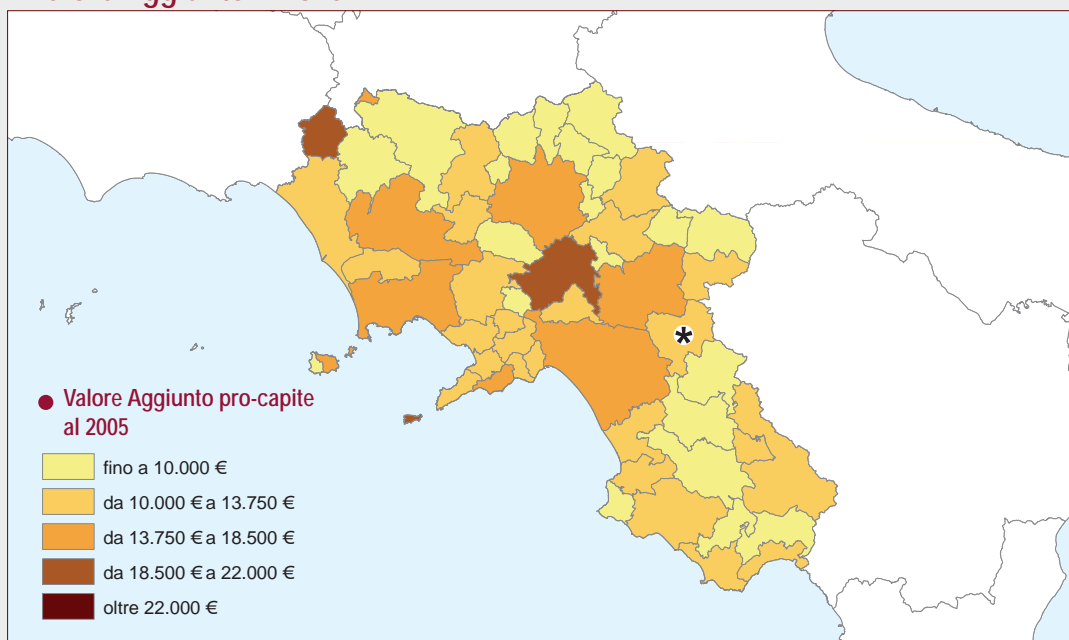 Valore Aggiunto pro-capite
al 2005
fino a 10.000 €
da 10.000 € a 13.750 €
da 13.750 € a 18.500 €
da 18.500 € a 22.000 €
oltre 22.000 €
*